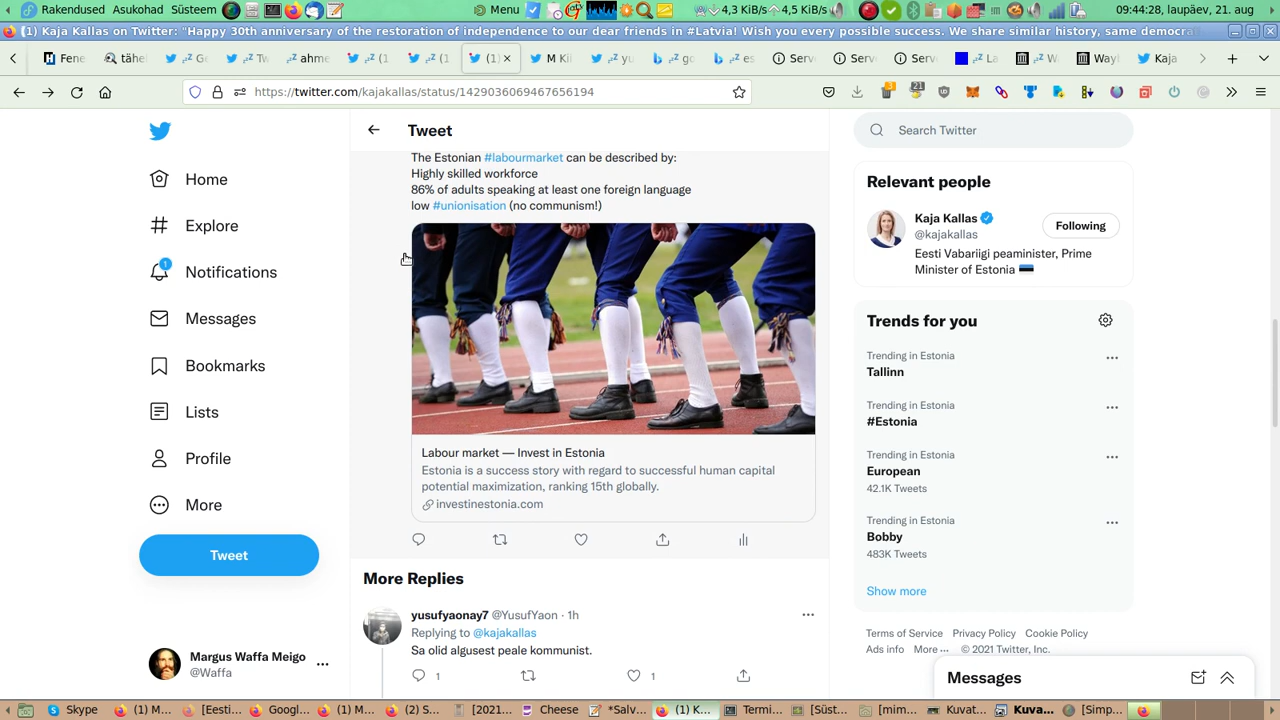 Rakendused Asukohad Süsteem Menu 4,3 KiB/s 4,5 KiB/s 09:44:28, laupäev, 21. aug
(1) Kaja Kallas on Twitter: "Happy 30th anniversary of the restoration of independence to our dear friends in #Latvia! Wish you every possible success. We share similar history, same democra
Fene tähel G Tw ahme (1 (1 (1) M Ki yu go es Serv Serv Serv La W Wayl Kaja
https://twitter.com/kajakallas/status/1429036069467656194
3 21
Home
Explore
1
Notifications
Messages
Bookmarks
Lists
Profile
More
Tweet
Margus Waffa Meigo
@Waffa
Tweet
The Estonian #labourmarket can be described by:
Highly skilled workforce
86% of adults speaking at least one foreign language
low #unionisation (no communism!)
Labour market — Invest in Estonia
Estonia is a success story with regard to successful human capital
potential maximization, ranking 15th globally.
investinestonia.com
More Replies
yusufyaonay7 @YusufYaon · 1h
Replying to @kajakallas
Sa olid algusest peale kommunist.
1 1
Search Twitter
Relevant people
Kaja Kallas
@kajakallas
Following
Eesti Vabariigi peaminister, Prime
Minister of Estonia
Trends for you
Trending in Estonia
Tallinn
Trending in Estonia
#Estonia
Trending in Estonia
European
42.1K Tweets
Trending in Estonia
Bobby
483K Tweets
Show more
Terms of Service Privacy Policy Cookie Policy
Ads info More ··· © 2021 Twitter, Inc.
Messages
Skype (1) M... [Eesti... Googl... (1) M... (2) S... [2021... Cheese *Salv... (1) K... Termi... [Süst... [mim... Kuvat... Kuva... [Simp...